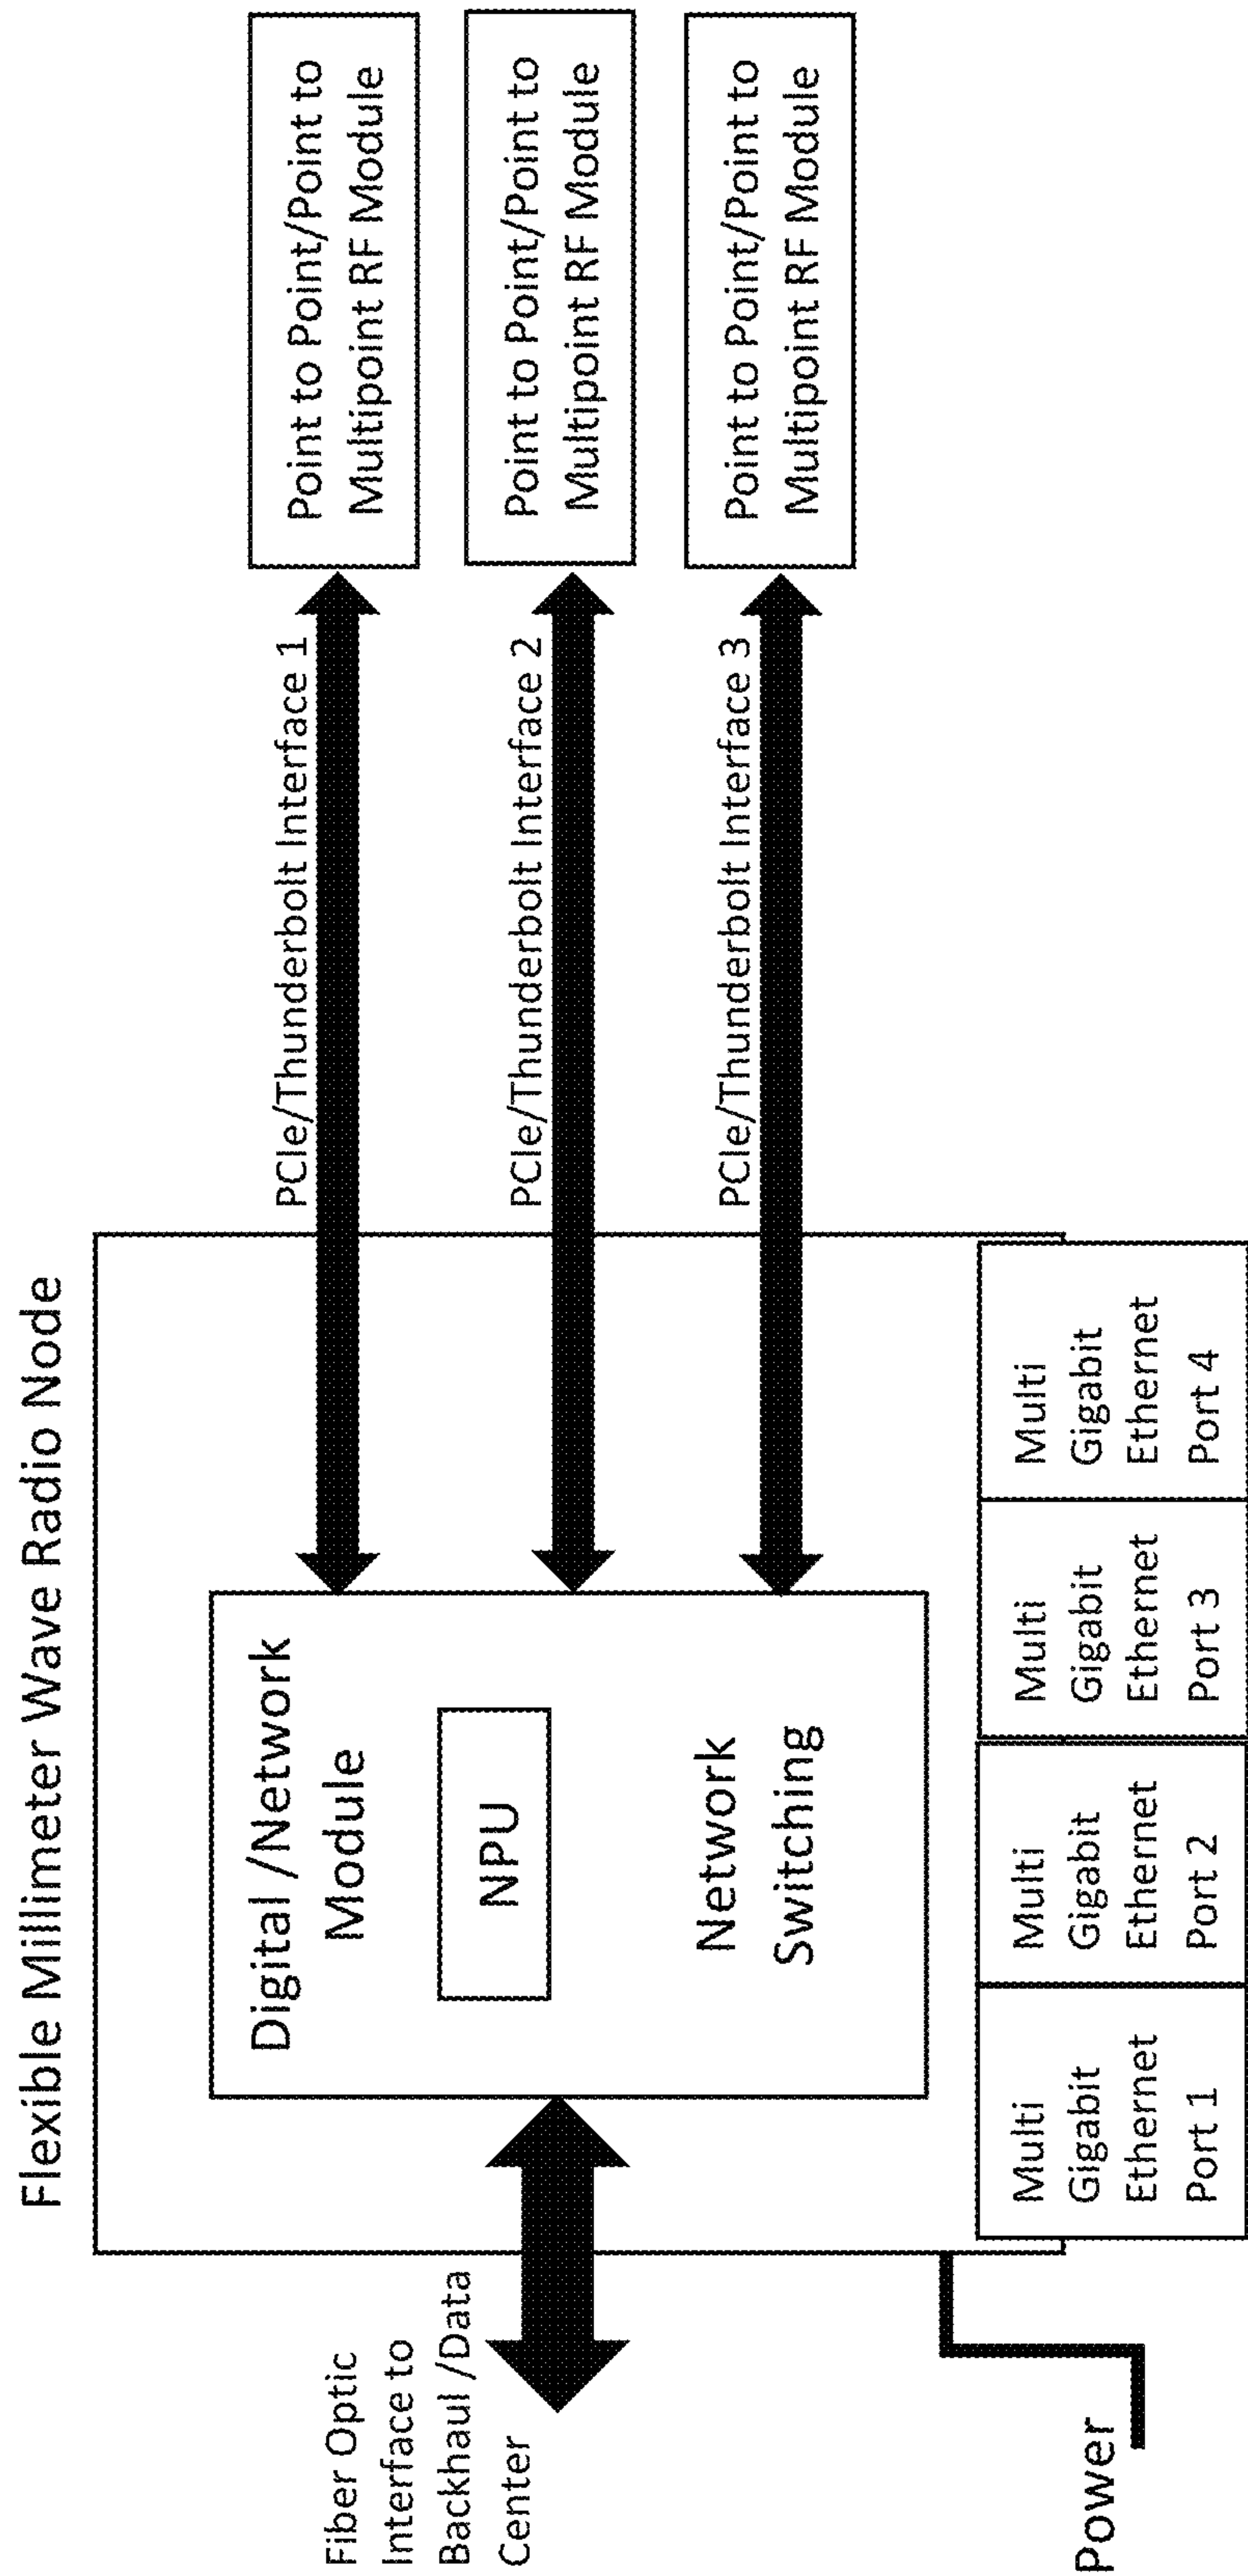 Flexible Millimeter Wave Radio Node
Fiber Optic
Interface to
Backhaul /Data
Center
Digital /Network
Module
NPU
Network
Switching
PCIe/Thunderbolt Interface 1
PCIe/Thunderbolt Interface 2
PCIe/Thunderbolt Interface 3
Point to Point/Point to
Multipoint RF Module
Point to Point/Point to
Multipoint RF Module
Point to Point/Point to
Multipoint RF Module
Power
Multi
Gigabit
Ethernet
Port 1
Multi
Gigabit
Ethernet
Port 2
Multi
Gigabit
Ethernet
Port 3
Multi
Gigabit
Ethernet
Port 4